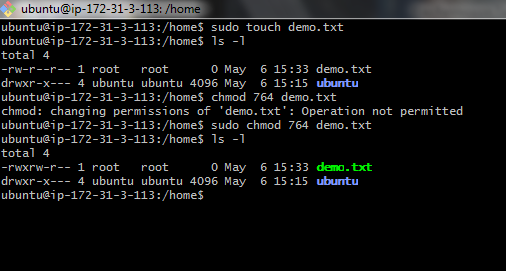 ubuntu@ip-172-31-3-113: /home
ubuntu@ip-172-31-3-113:/home$ sudo touch demo.txt
ubuntu@ip-172-31-3-113:/home$ ls -l
total 4
-rw-r--r-- 1 root   root      0 May  6 15:33 demo.txt
drwxr-x--- 4 ubuntu ubuntu 4096 May  6 15:15 ubuntu
ubuntu@ip-172-31-3-113:/home$ chmod 764 demo.txt
chmod: changing permissions of 'demo.txt': Operation not permitted
ubuntu@ip-172-31-3-113:/home$ sudo chmod 764 demo.txt
ubuntu@ip-172-31-3-113:/home$ ls -l
total 4
-rwxrw-r-- 1 root   root      0 May  6 15:33 demo.txt
drwxr-x--- 4 ubuntu ubuntu 4096 May  6 15:15 ubuntu
ubuntu@ip-172-31-3-113:/home$